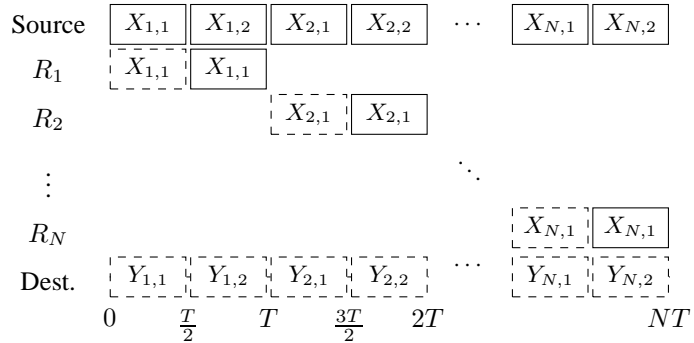 Source X_{1,1} X_{1,2} X_{2,1} X_{2,2} ⋯ X_{N,1} X_{N,2}
R_1 X_{1,1} X_{1,1}
R_2 X_{2,1} X_{2,1}
⋮ ⋱
R_N X_{N,1} X_{N,1}
Dest. Y_{1,1} Y_{1,2} Y_{2,1} Y_{2,2} ⋯ Y_{N,1} Y_{N,2}
0 \frac{T}{2} T \frac{3T}{2} 2T NT